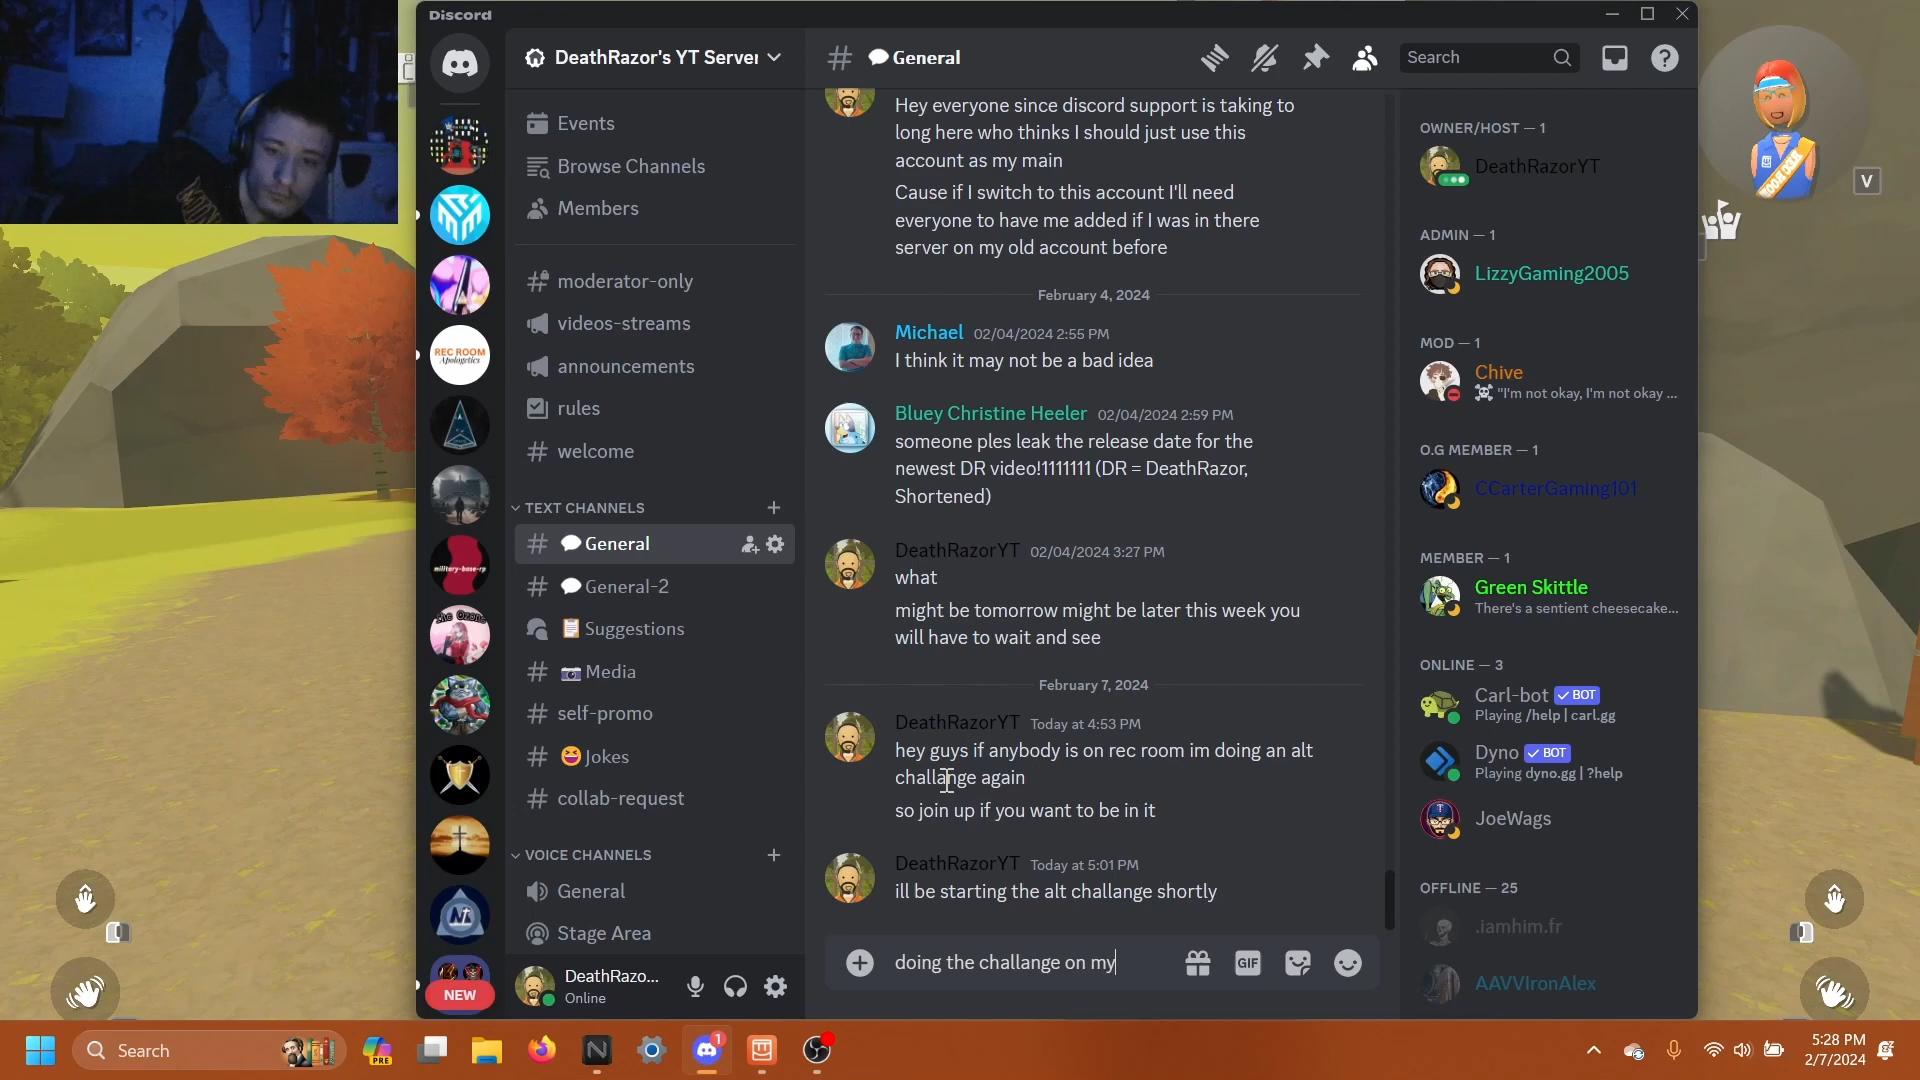 Discord
DeathRazor's YT Server
Events
Browse Channels
Members
moderator-only
videos-streams
announcements
rules
welcome
TEXT CHANNELS
General
General-2
Suggestions
Media
self-promo
Jokes
collab-request
VOICE CHANNELS
General
Stage Area
DeathRazo...
Online
REC ROOM
Apologetics
military-base-rp
the Ozone
NEW
General
Search
Hey everyone since discord support is taking to
long here who thinks I should just use this
account as my main
Cause if I switch to this account I'll need
everyone to have me added if I was in there
server on my old account before
February 4, 2024
Michael 02/04/2024 2:55 PM
I think it may not be a bad idea
Bluey Christine Heeler 02/04/2024 2:59 PM
someone ples leak the release date for the
newest DR video!1111111 (DR = DeathRazor,
Shortened)
DeathRazorYT 02/04/2024 3:27 PM
what
might be tomorrow might be later this week you
will have to wait and see
February 7, 2024
DeathRazorYT Today at 4:53 PM
hey guys if anybody is on rec room im doing an alt
challange again
so join up if you want to be in it
DeathRazorYT Today at 5:01 PM
ill be starting the alt challange shortly
doing the challange on my
GIF
OWNER/HOST — 1
DeathRazorYT
ADMIN — 1
LizzyGaming2005
MOD — 1
Chive
"I'm not okay, I'm not okay ...
O.G MEMBER — 1
CCarterGaming101
MEMBER — 1
Green Skittle
There's a sentient cheesecake...
ONLINE — 3
Carl-bot BOT
Playing /help | carl.gg
Dyno BOT
Playing dyno.gg | ?help
JoeWags
OFFLINE — 25
.iamhim.fr
AAVVIronAlex
V
Search
PRE
1
5:28 PM
2/7/2024